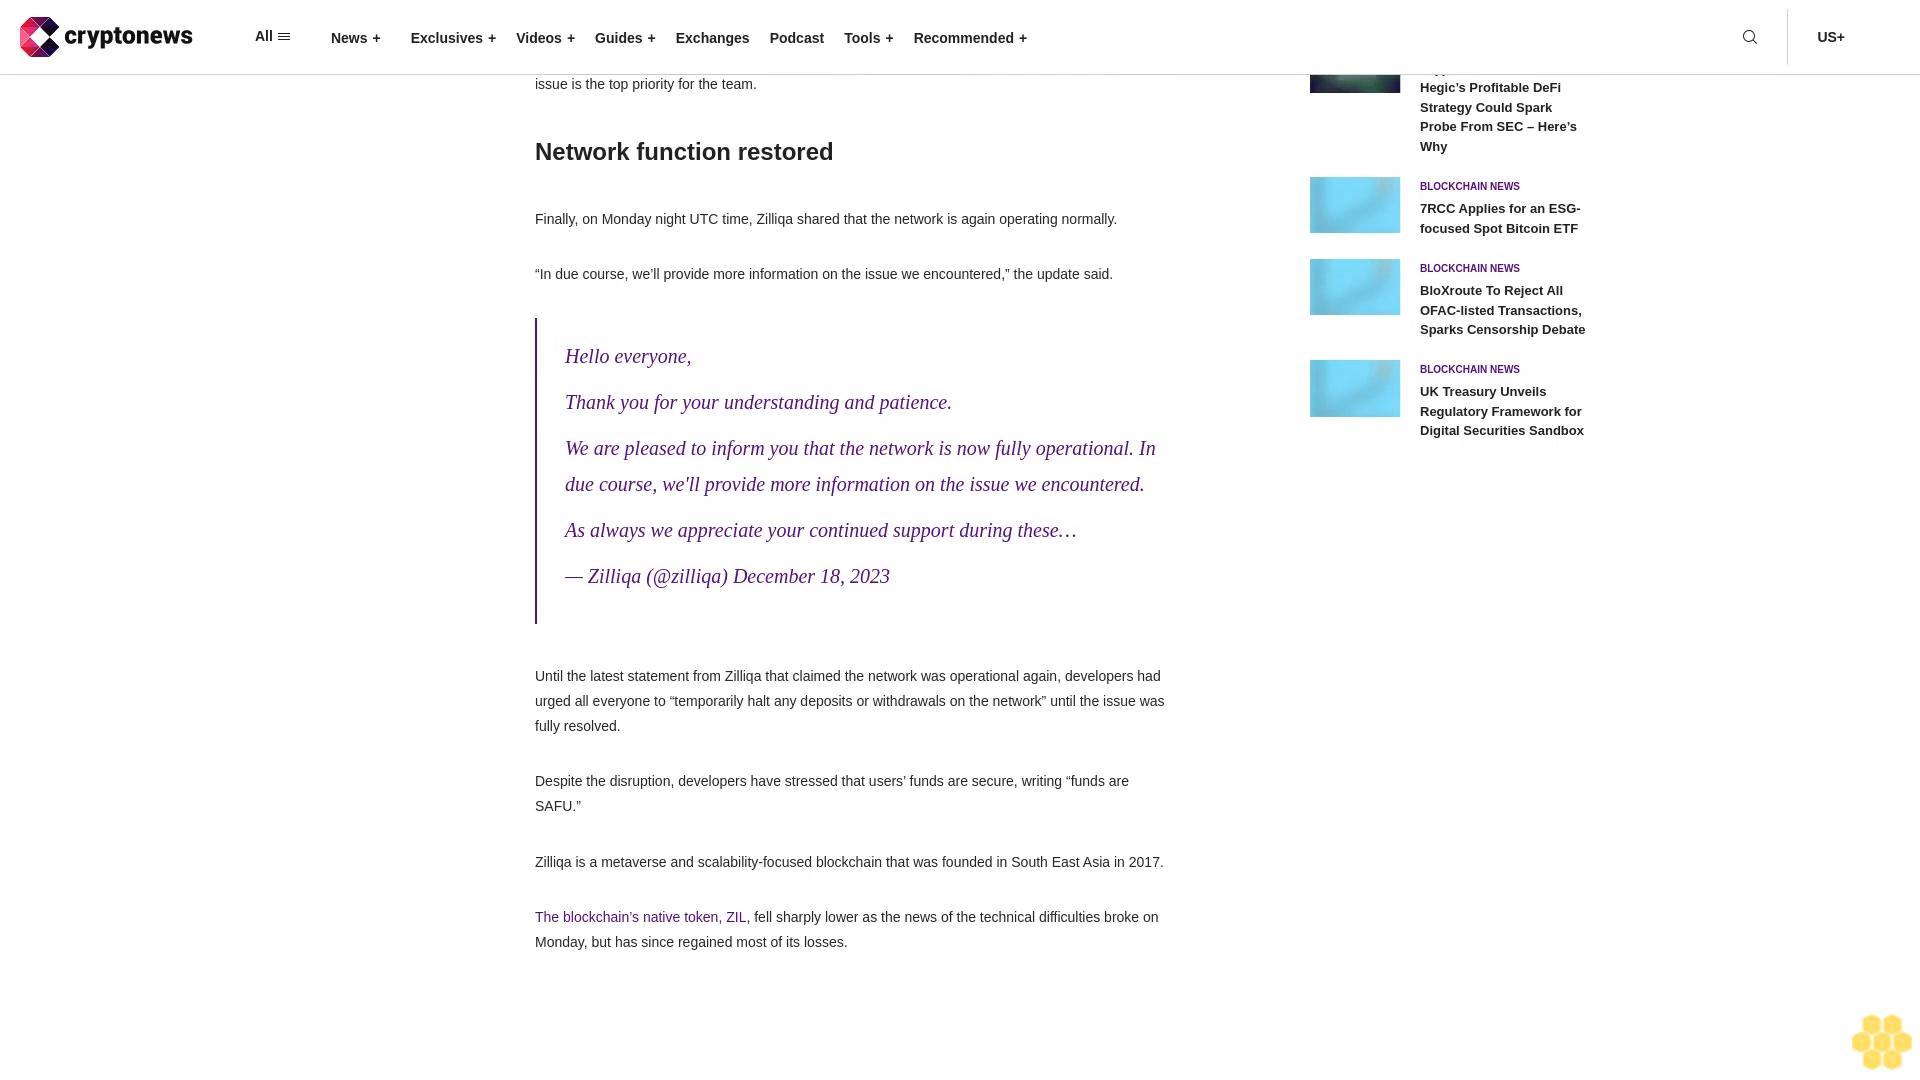 cryptonews
All
News +
Exclusives +
Videos +
Guides +
Exchanges
Podcast
Tools +
Recommended +
US+
issue is the top priority for the team.
Network function restored
Finally, on Monday night UTC time, Zilliqa shared that the network is again operating normally.
“In due course, we’ll provide more information on the issue we encountered,” the update said.
Hello everyone,
Thank you for your understanding and patience.
We are pleased to inform you that the network is now fully operational. In
due course, we'll provide more information on the issue we encountered.
As always we appreciate your continued support during these…
— Zilliqa (@zilliqa) December 18, 2023
Until the latest statement from Zilliqa that claimed the network was operational again, developers had
urged all everyone to “temporarily halt any deposits or withdrawals on the network” until the issue was
fully resolved.
Despite the disruption, developers have stressed that users’ funds are secure, writing “funds are
SAFU.”
Zilliqa is a metaverse and scalability-focused blockchain that was founded in South East Asia in 2017.
The blockchain’s native token, ZIL, fell sharply lower as the news of the technical difficulties broke on
Monday, but has since regained most of its losses.
Hegic’s Profitable DeFi
Strategy Could Spark
Probe From SEC – Here’s
Why
BLOCKCHAIN NEWS
7RCC Applies for an ESG-
focused Spot Bitcoin ETF
BLOCKCHAIN NEWS
BloXroute To Reject All
OFAC-listed Transactions,
Sparks Censorship Debate
BLOCKCHAIN NEWS
UK Treasury Unveils
Regulatory Framework for
Digital Securities Sandbox